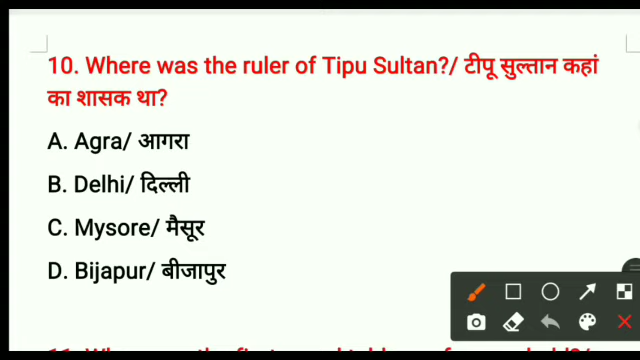 10. Where was the ruler of Tipu Sultan?/ टीपू सुल्तान कहां
का शासक था?
A. Agra/ आगरा
B. Delhi/ दिल्ली
C. Mysore/ मैसूर
D. Bijapur/ बीजापुर